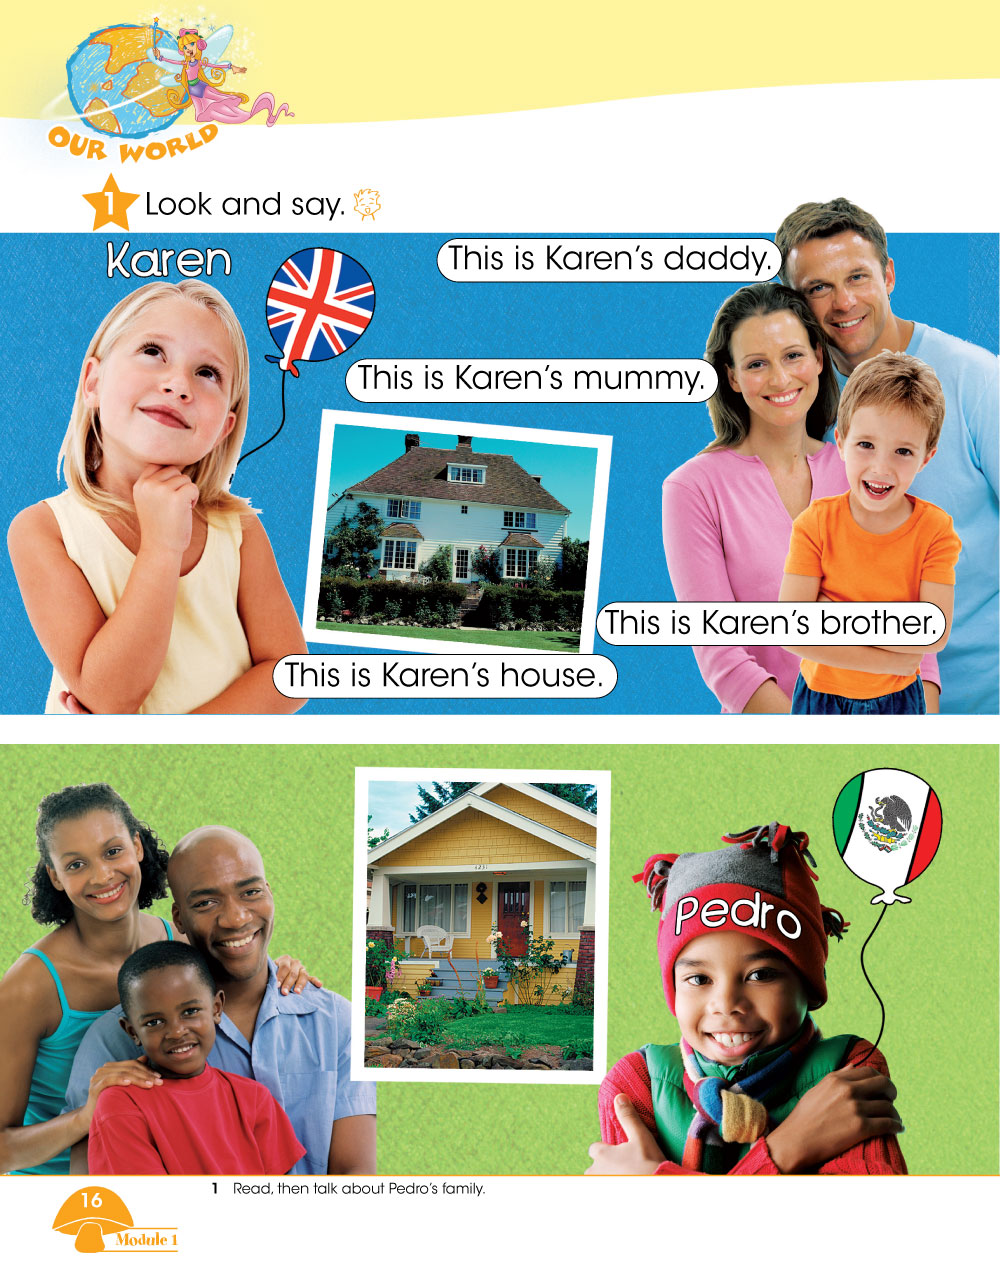 OUR WORLD
1 Look and say.
Karen
This is Karen's daddy.
This is Karen's mummy.
This is Karen's brother.
This is Karen's house.
Pedro
1 Read, then talk about Pedro's family.
16
Module 1